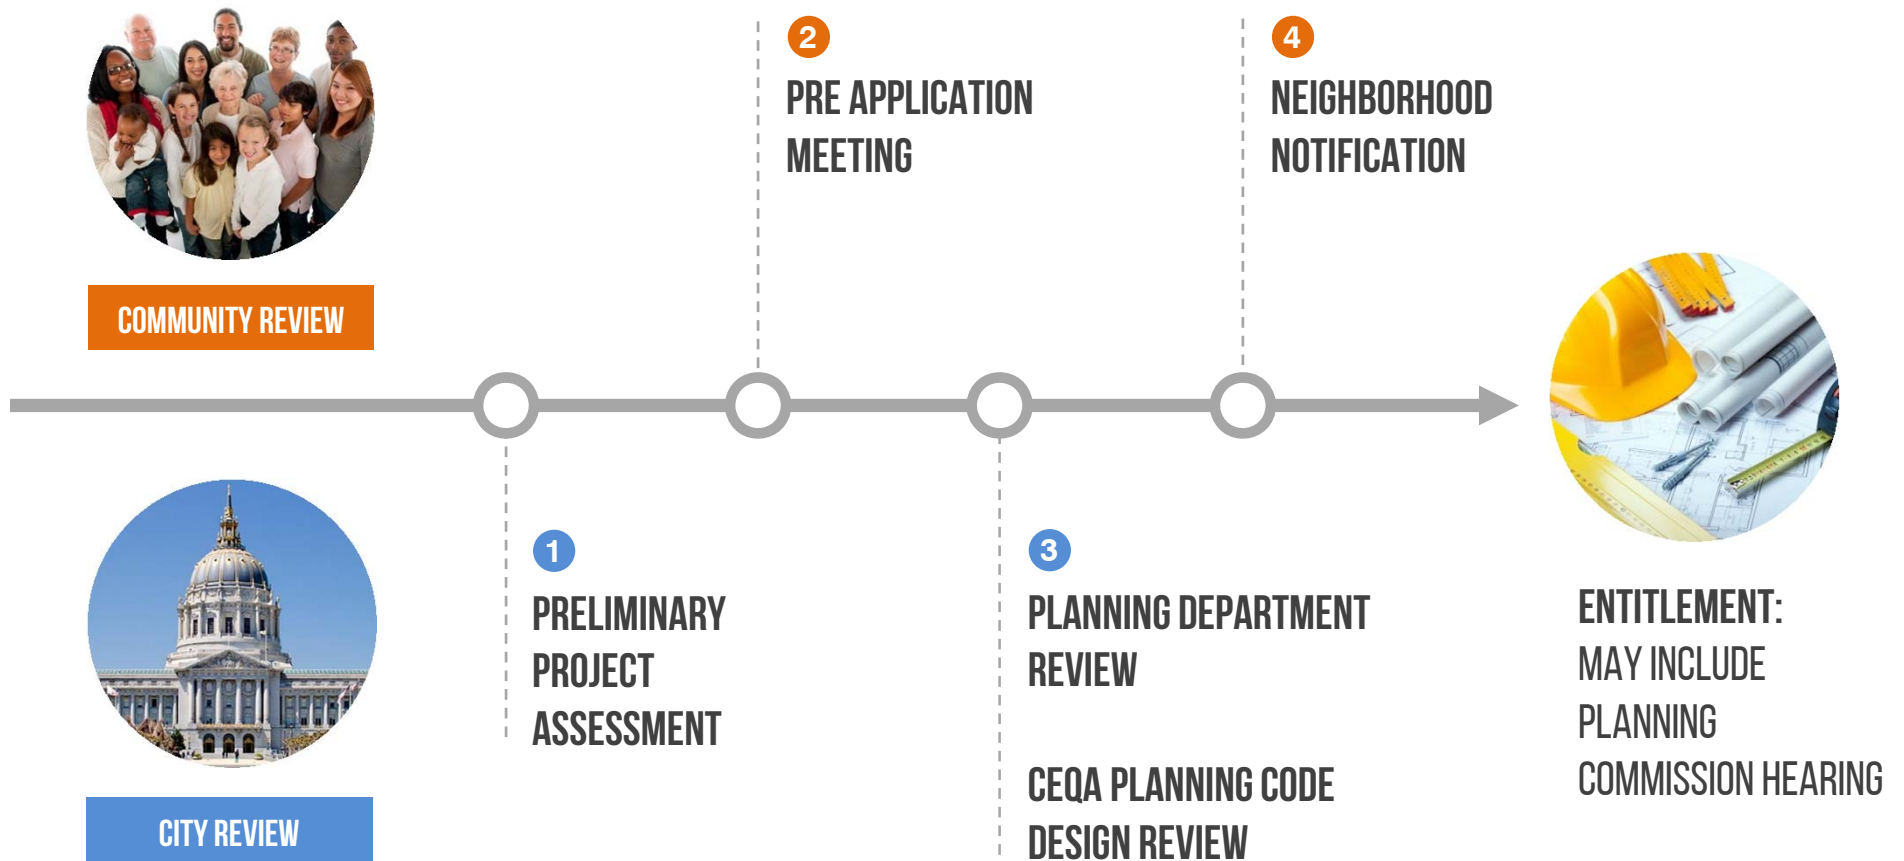 COMMUNITY REVIEW
2
PRE APPLICATION
MEETING
4
NEIGHBORHOOD
NOTIFICATION
CITY REVIEW
1
PRELIMINARY
PROJECT
ASSESSMENT
3
PLANNING DEPARTMENT
REVIEW
CEQA PLANNING CODE
DESIGN REVIEW
ENTITLEMENT:
MAY INCLUDE
PLANNING
COMMISSION HEARING